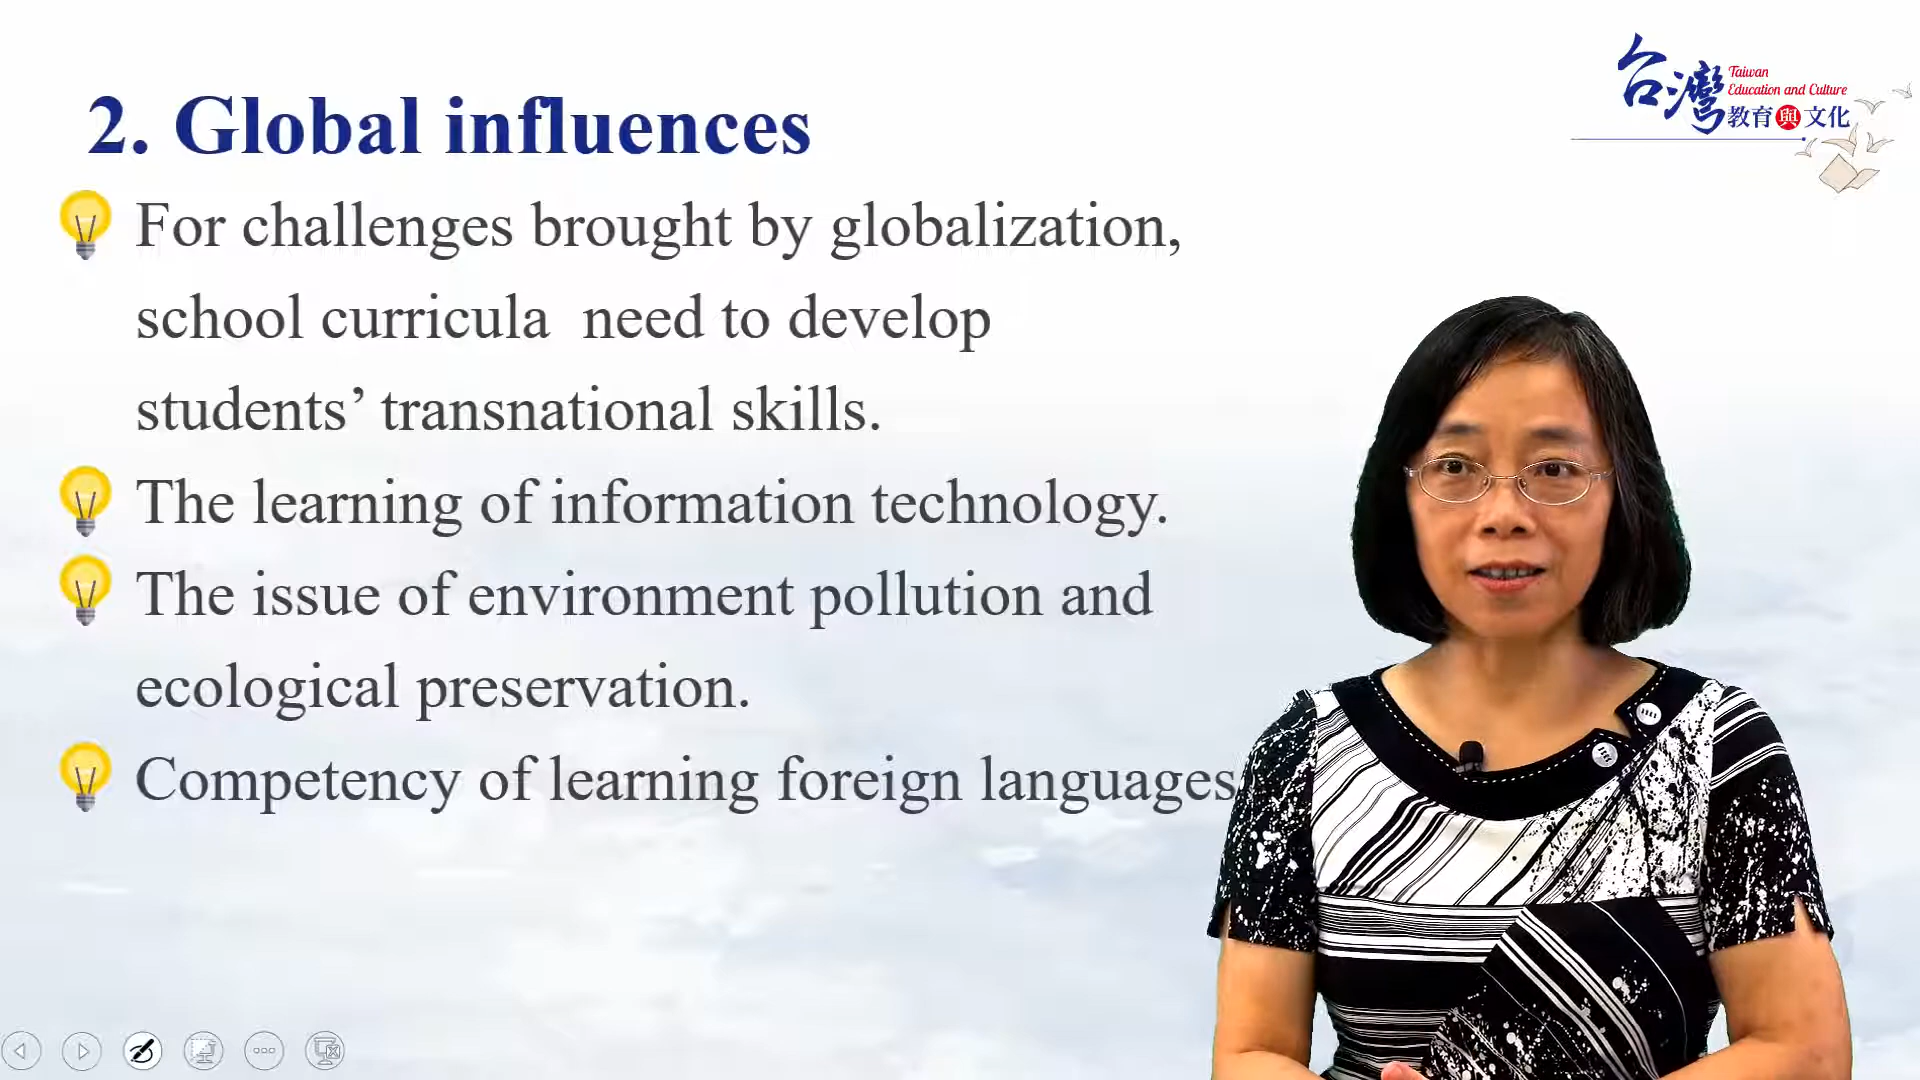 台灣
Taiwan
Education and Culture
教育與文化
2. Global influences
For challenges brought by globalization,
school curricula  need to develop
students’ transnational skills.
The learning of information technology.
The issue of environment pollution and
ecological preservation.
Competency of learning foreign languages